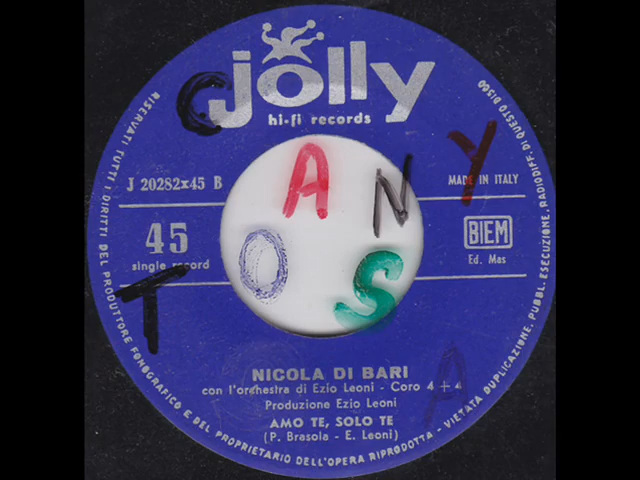 jolly
hi-fi records
C
A N Y
J 20282x45 B
MADE IN ITALY
45
single record
BIEM
Ed. Mas
T O S A
NICOLA DI BARI
con l'orchestra di Ezio Leoni - Coro 4 + 4
Produzione Ezio Leoni
AMO TE, SOLO TE
(P. Brasola - E. Leoni)
RISERVATI TUTTI I DIRITTI DEL PRODUTTORE FONOGRAFICO E DEL PROPRIETARIO DELL'OPERA RIPRODOTTA - VIETATA DUPLICAZIONE, PUBBL. ESECUZIONE, RADIODIFF. DI QUESTO DISCO